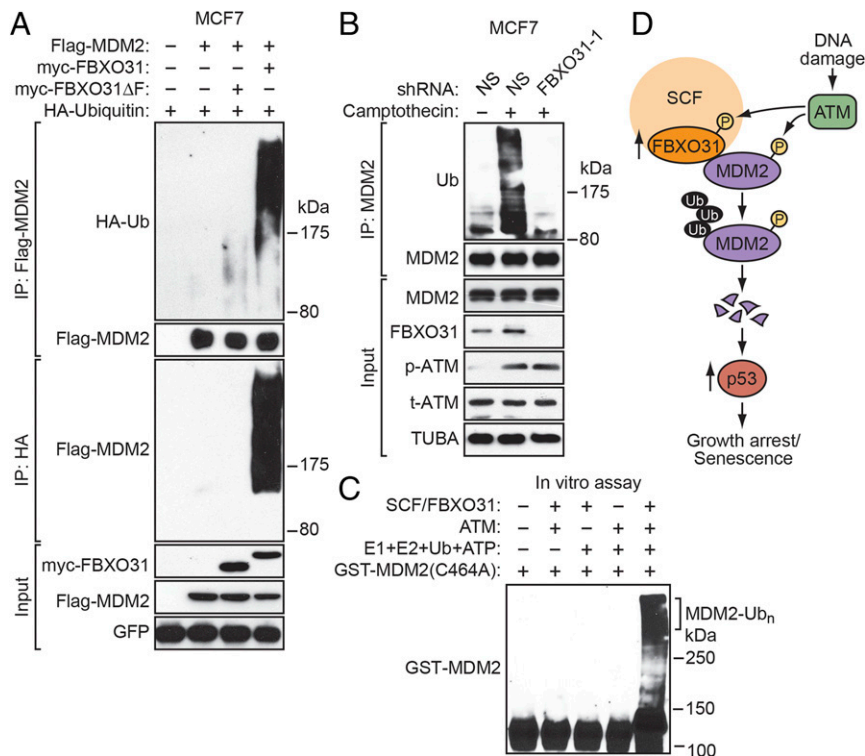 A
MCF7
Flag-MDM2: – + + +
myc-FBXO31: – – – +
myc-FBXO31ΔF: – – + –
HA-Ubiquitin: + + + +
IP: Flag-MDM2
HA-Ub
kDa
–175
–80
Flag-MDM2
IP: HA
Flag-MDM2
–175
–80
Input
myc-FBXO31
Flag-MDM2
GFP
B
MCF7
shRNA: NS NS FBXO31-1
Camptothecin: – + +
IP: MDM2
Ub
kDa
–175
–80
MDM2
Input
MDM2
FBXO31
p-ATM
t-ATM
TUBA
C
In vitro assay
SCF/FBXO31: – + + – +
ATM: – + – + +
E1+E2+Ub+ATP: – – + + +
GST-MDM2(C464A): + + + + +
GST-MDM2
MDM2-Ubn
kDa
–250
–150
–100
D
DNA
damage
ATM
SCF
P
FBXO31
P
MDM2
Ub
Ub
Ub
P
MDM2
p53
Growth arrest/
Senescence